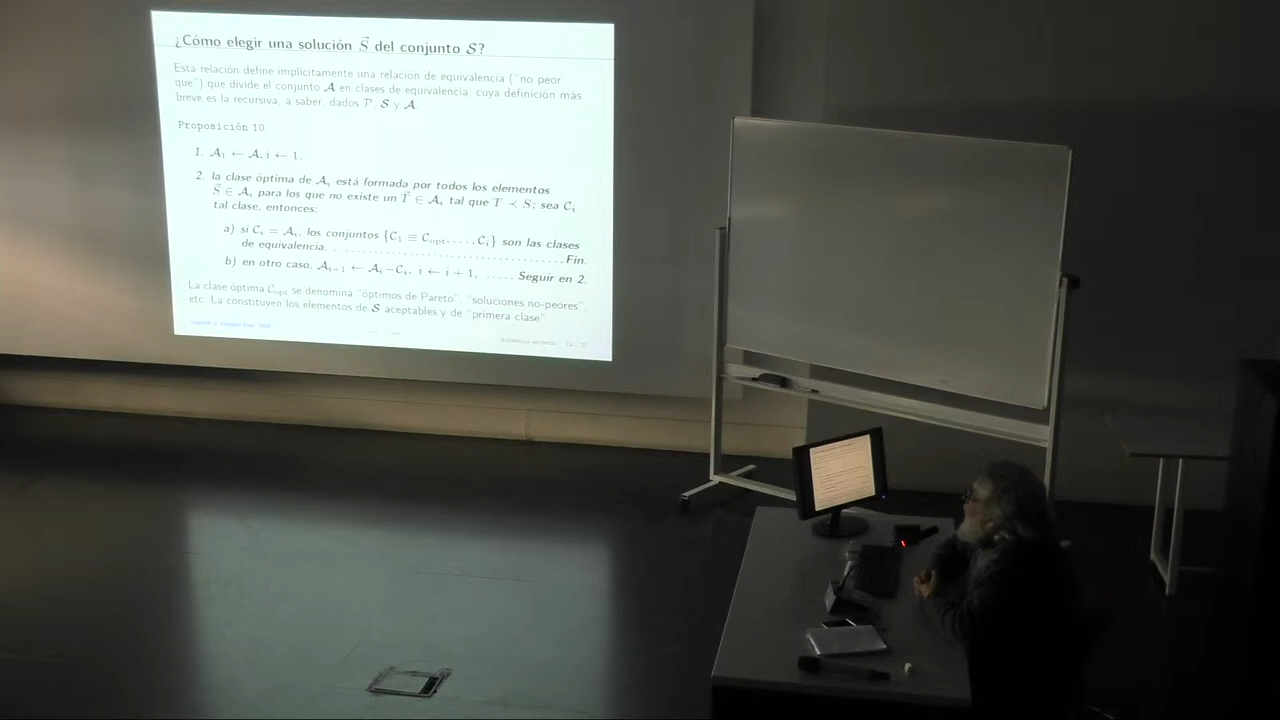 ¿Cómo elegir una solución S⃗ del conjunto 𝓢?
Esta relación define implícitamente una relación de equivalencia ("no peor
que") que divide el conjunto 𝓐 en clases de equivalencia, cuya definición más
breve es la recursiva, a saber, dados 𝒫, 𝓢 y 𝓐.
Proposición 10.
1. 𝓐₁ ← 𝓐, i ← 1.
2. la clase óptima de 𝓐ᵢ está formada por todos los elementos
S⃗ ∈ 𝓐ᵢ para los que no existe un T⃗ ∈ 𝓐ᵢ tal que T ≺ S; sea 𝒞ᵢ
tal clase, entonces:
a) si 𝒞ᵢ = 𝓐ᵢ, los conjuntos {𝒞₁ ≡ 𝒞opt, . . . , 𝒞ᵢ} son las clases
de equivalencia. . . . . . . . . . . . . . . . . . . . . . . . . . . . . . . Fin.
b) en otro caso, 𝓐ᵢ₊₁ ← 𝓐ᵢ − 𝒞ᵢ, i ← i + 1, . . . . . Seguir en 2.
La clase óptima 𝒞opt se denomina "óptimos de Pareto", "soluciones no-peores",
etc. La constituyen los elementos de 𝓢 aceptables y de "primera clase".